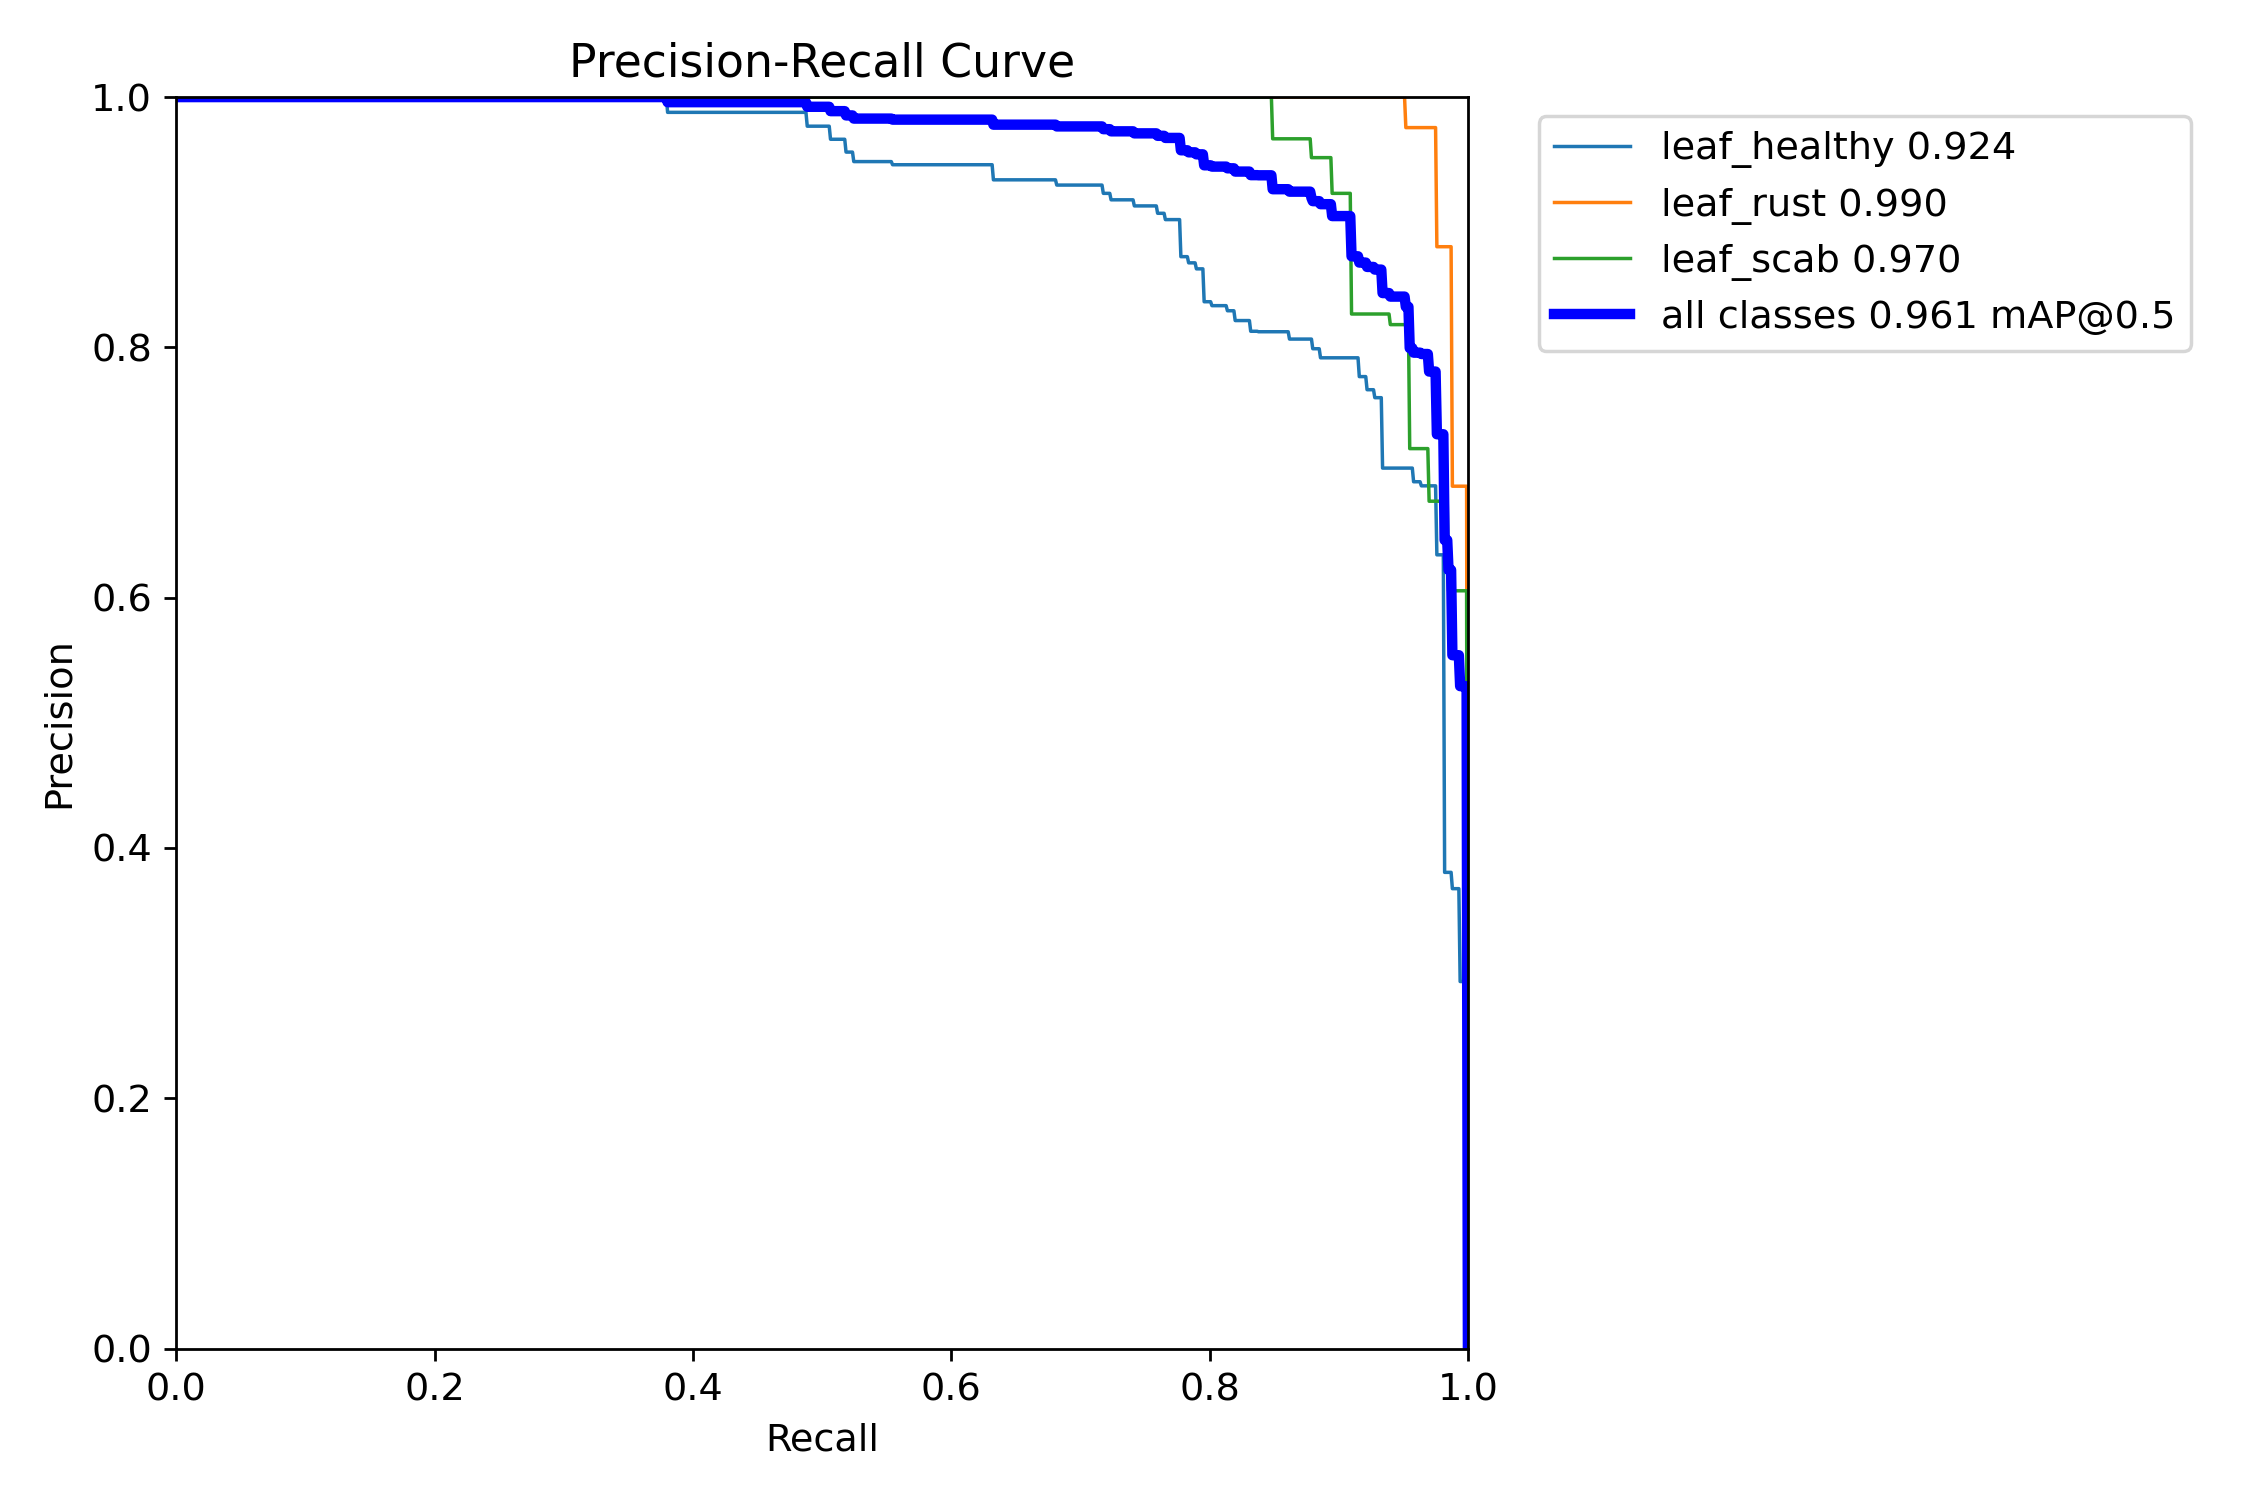 Precision-Recall Curve
1.0
0.8
0.6
0.4
0.2
0.0
Precision
0.0 0.2 0.4 0.6 0.8 1.0
Recall
leaf_healthy 0.924
leaf_rust 0.990
leaf_scab 0.970
all classes 0.961 mAP@0.5